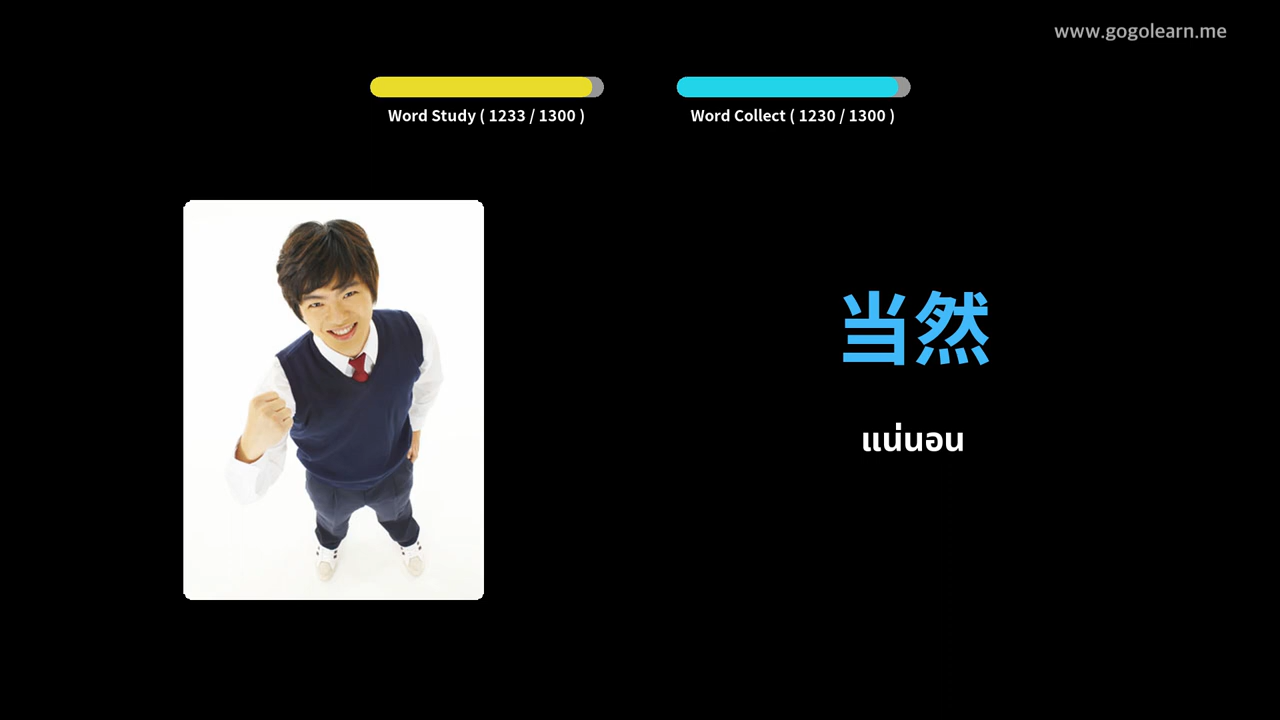 www.gogolearn.me
Word Study ( 1233 / 1300 )
Word Collect ( 1230 / 1300 )
当然
แน่นอน